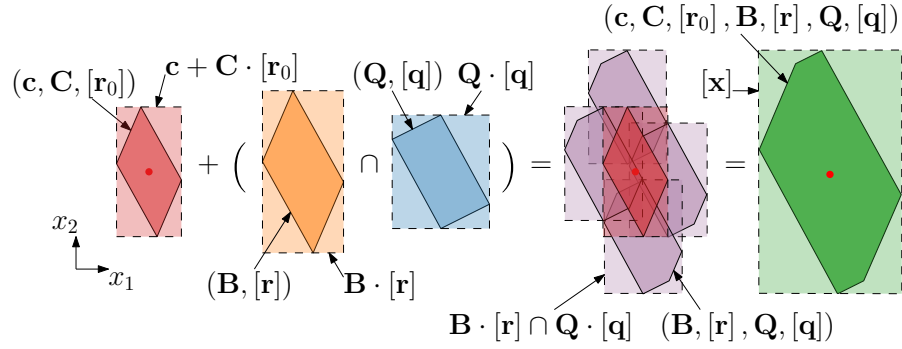 (c, C, [r₀], B, [r], Q, [q])
(c, C, [r₀])
c + C · [r₀]
(Q, [q]) Q · [q]
[x]
+ ( ∩ ) = =
x₂
x₁
(B, [r])
B · [r]
B · [r] ∩ Q · [q]
(B, [r], Q, [q])